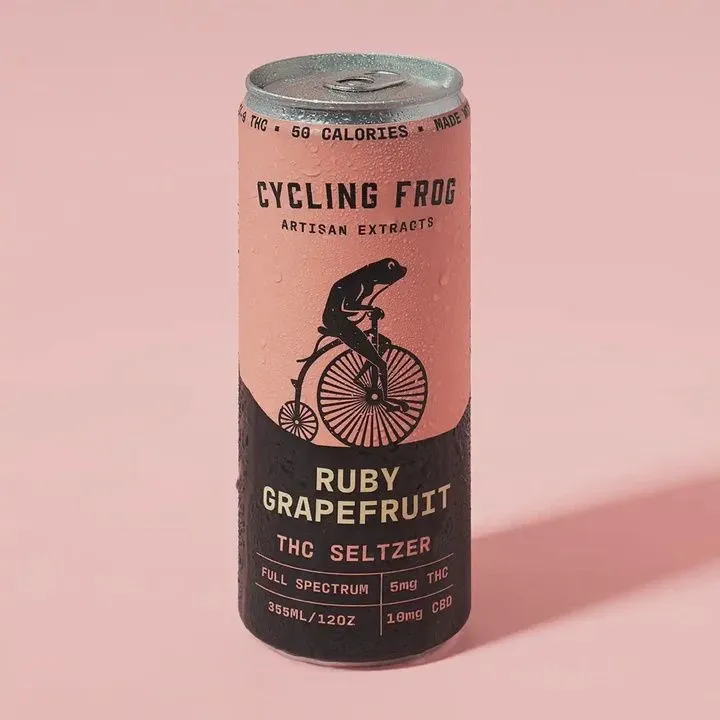 THC ▪ 50 CALORIES ▪ MADE
CYCLING FROG
ARTISAN EXTRACTS
RUBY
GRAPEFRUIT
THC SELTZER
FULL SPECTRUM 5mg THC
355ML/12OZ 10mg CBD